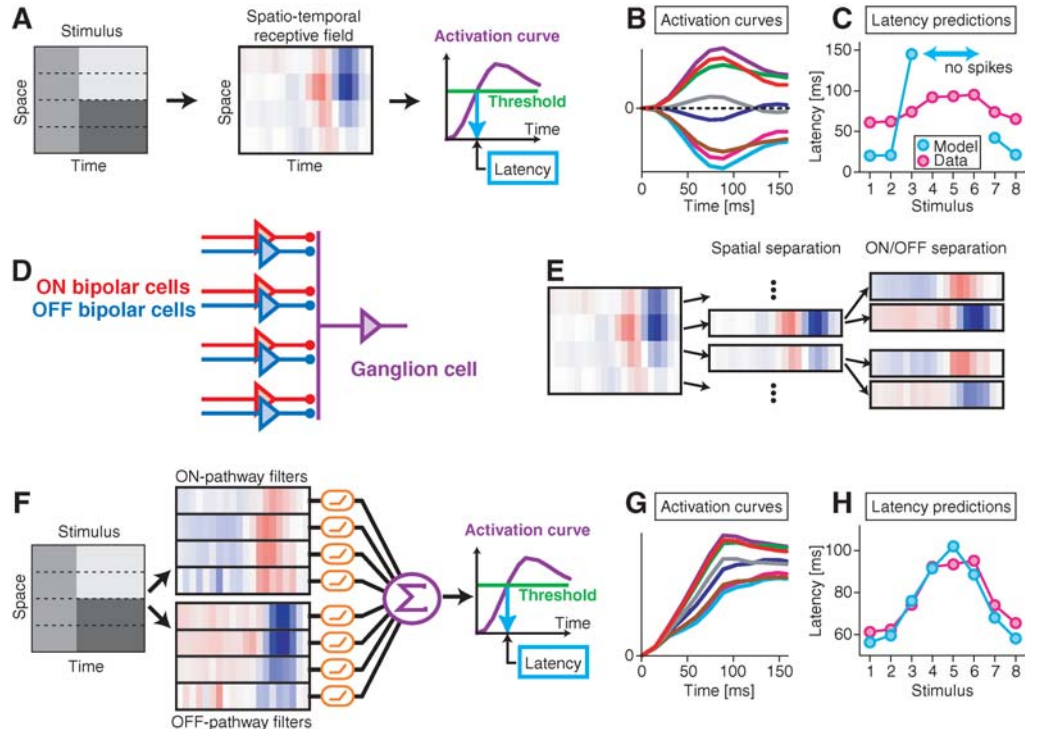 A
Stimulus
Space
Time
Spatio-temporal
receptive field
Space
Time
Activation curve
Threshold
Time
Latency
B
Activation curves
0
0 50 100 150
Time [ms]
C
Latency predictions
Latency [ms]
150
100
50
0
no spikes
Model
Data
1 2 3 4 5 6 7 8
Stimulus
D
ON bipolar cells
OFF bipolar cells
Ganglion cell
E
Spatial separation
ON/OFF separation
F
Stimulus
Space
Time
ON-pathway filters
OFF-pathway filters
Σ
Activation curve
Threshold
Time
Latency
G
Activation curves
0
0 50 100 150
Time [ms]
H
Latency predictions
Latency [ms]
100
80
60
1 2 3 4 5 6 7 8
Stimulus